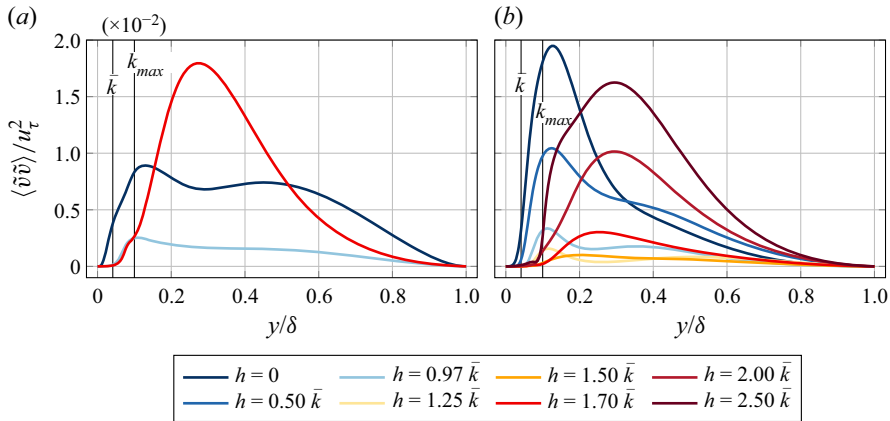 (a) (×10⁻²) (b)
2.0
1.5
1.0
0.5
0
k̄ k_max
⟨ṽṽ⟩/u_τ²
0 0.2 0.4 0.6 0.8 1.0
y/δ
k̄ k_max
0 0.2 0.4 0.6 0.8 1.0
y/δ
h = 0 h = 0.97 k̄ h = 1.50 k̄ h = 2.00 k̄
h = 0.50 k̄ h = 1.25 k̄ h = 1.70 k̄ h = 2.50 k̄